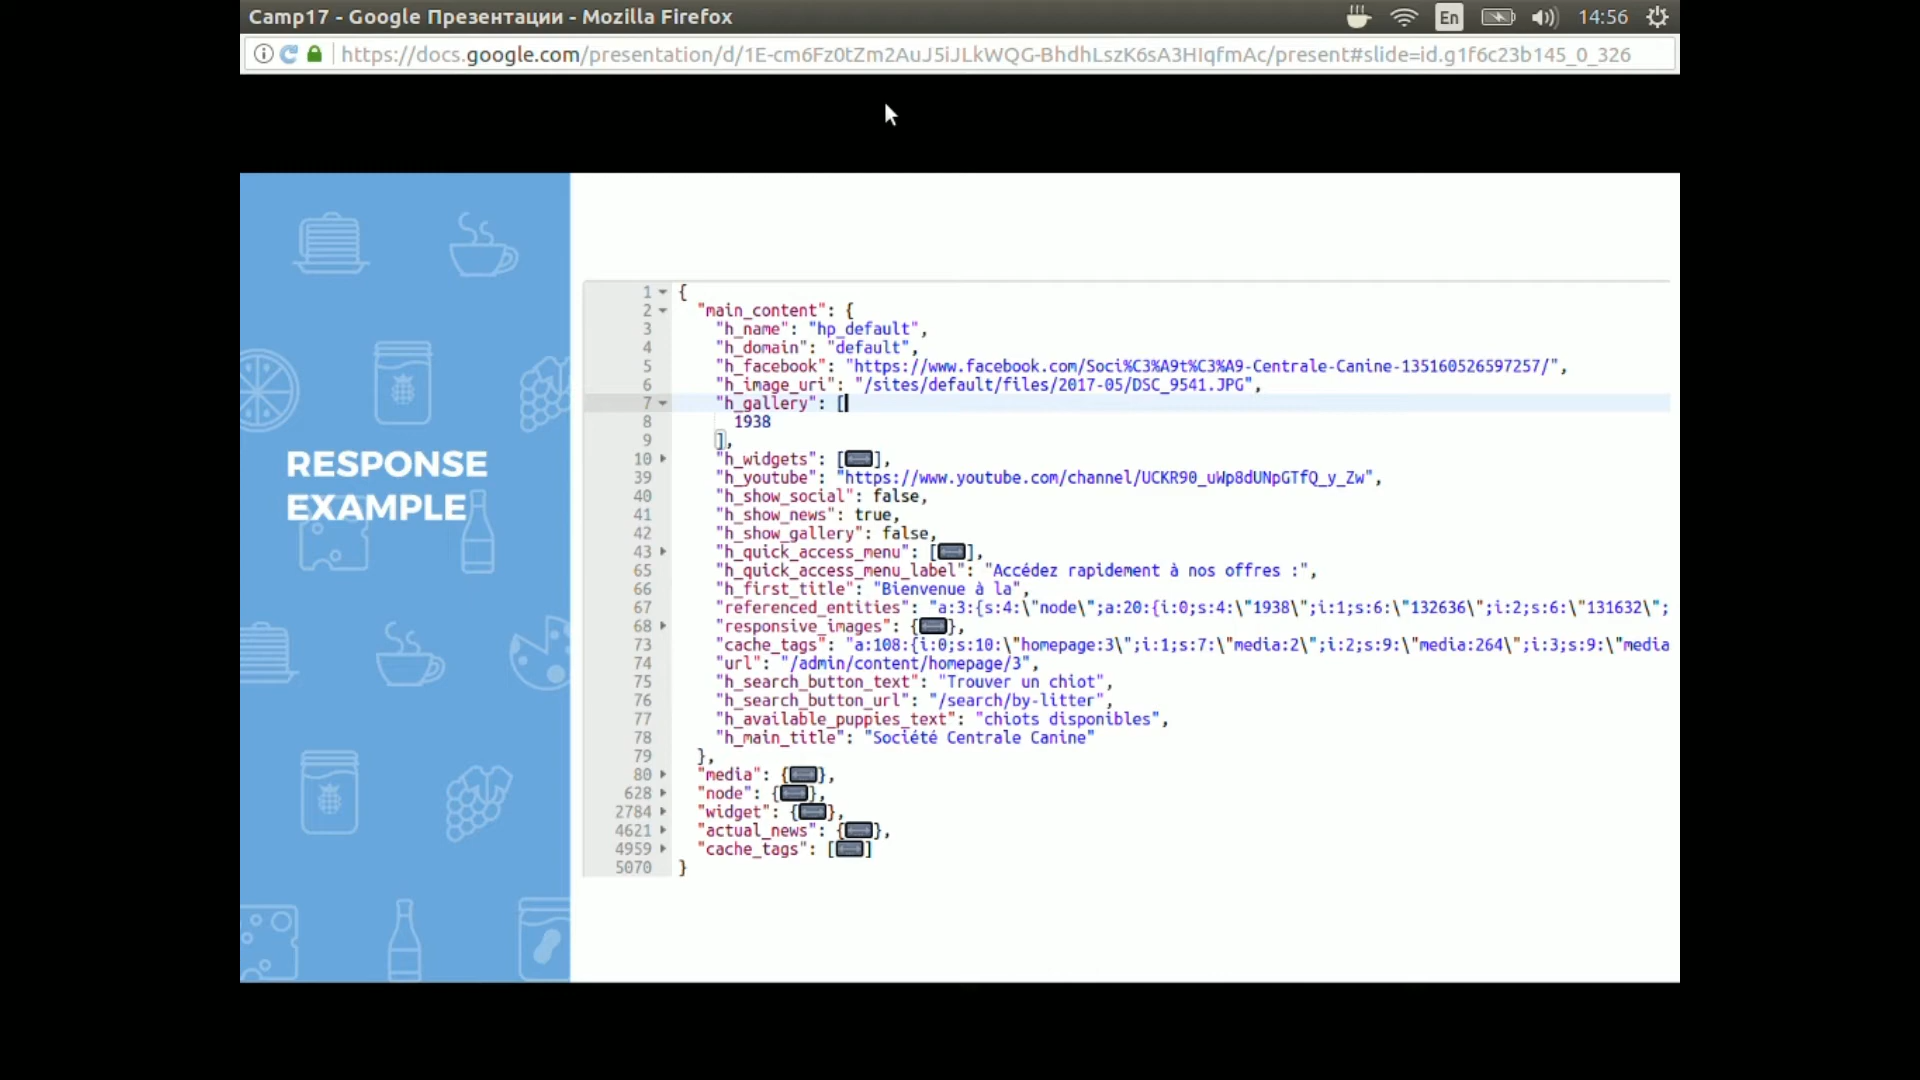 Camp17 - Google Презентации - Mozilla Firefox
En
14:56
https://docs.google.com/presentation/d/1E-cm6Fz0tZm2AuJ5iJLkWQG-BhdhLszK6sA3HIqfmAc/present#slide=id.g1f6c23b145_0_326
RESPONSE
EXAMPLE
1 {
2 "main_content": {
3 "h_name": "hp_default",
4 "h_domain": "default",
5 "h_facebook": "https://www.facebook.com/Soci%C3%A9t%C3%A9-Centrale-Canine-135160526597257/",
6 "h_image_uri": "/sites/default/files/2017-05/DSC_9541.JPG",
7 "h_gallery": [
8 1938
9 ],
10 "h_widgets": [],
39 "h_youtube": "https://www.youtube.com/channel/UCKR90_uWp8dUNpGTfQ_y_Zw",
40 "h_show_social": false,
41 "h_show_news": true,
42 "h_show_gallery": false,
43 "h_quick_access_menu": [],
65 "h_quick_access_menu_label": "Accédez rapidement à nos offres :",
66 "h_first_title": "Bienvenue à la",
67 "referenced_entities": "a:3:{s:4:\"node\";a:20:{i:0;s:4:\"1938\";i:1;s:6:\"132636\";i:2;s:6:\"131632\";
68 "responsive_images": {},
73 "cache_tags": "a:108:{i:0;s:10:\"homepage:3\";i:1;s:7:\"media:2\";i:2;s:9:\"media:264\";i:3;s:9:\"media
74 "url": "/admin/content/homepage/3",
75 "h_search_button_text": "Trouver un chiot",
76 "h_search_button_url": "/search/by-litter",
77 "h_available_puppies_text": "chiots disponibles",
78 "h_main_title": "Société Centrale Canine"
79 },
80 "media": {},
628 "node": {},
2784 "widget": {},
4621 "actual_news": {},
4959 "cache_tags": []
5070 }